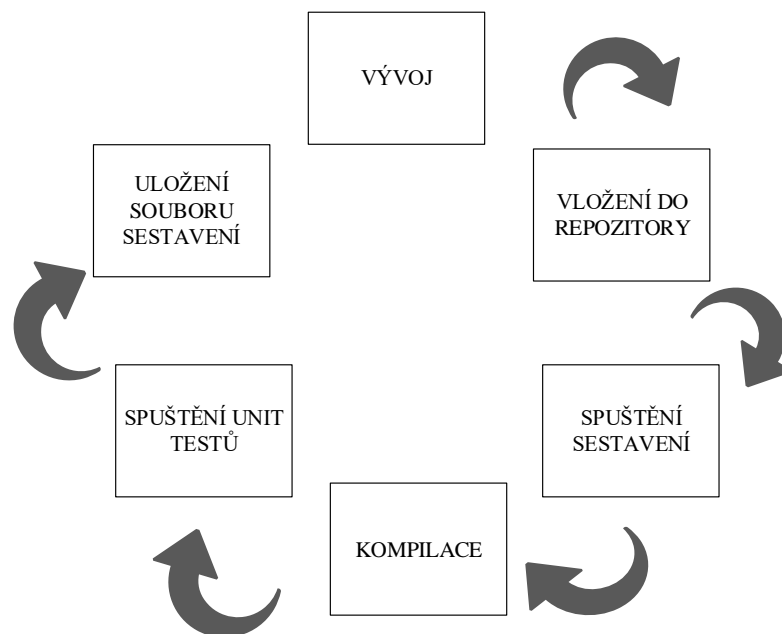 VÝVOJ
VLOŽENÍ DO
REPOZITORY
SPUŠTĚNÍ
SESTAVENÍ
KOMPILACE
SPUŠTĚNÍ UNIT
TESTŮ
ULOŽENÍ
SOUBORU
SESTAVENÍ